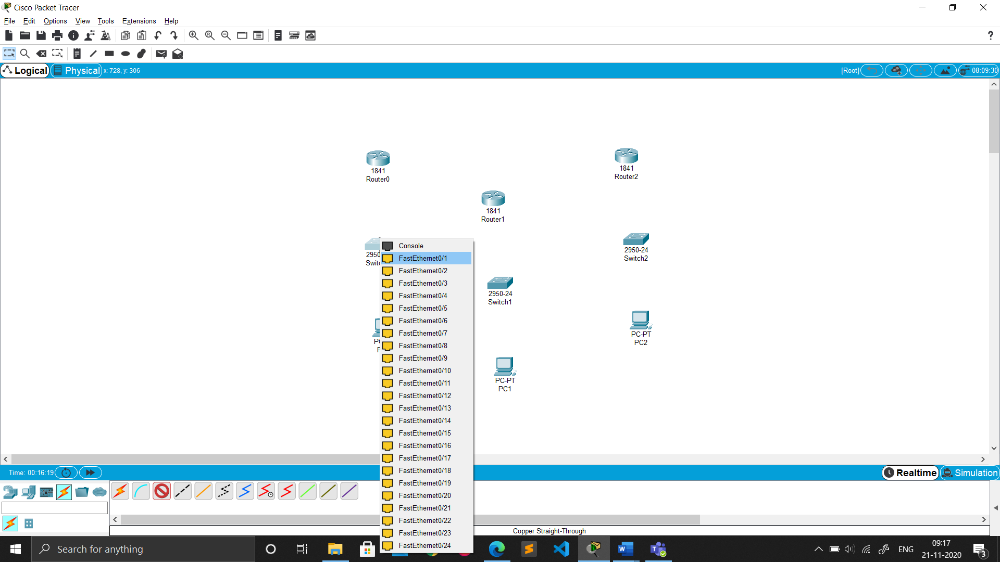 Cisco Packet Tracer
File Edit Options View Tools Extensions Help
Logical Physical x: 728, y: 306 [Root] 08:09:30
1841
Router0
1841
Router2
1841
Router1
2950-24
Switch2
2950-24
Switch1
PC-PT
PC2
PC-PT
PC1
2950
Console
FastEthernet0/1
FastEthernet0/2
FastEthernet0/3
FastEthernet0/4
FastEthernet0/5
FastEthernet0/6
FastEthernet0/7
FastEthernet0/8
FastEthernet0/9
FastEthernet0/10
FastEthernet0/11
FastEthernet0/12
FastEthernet0/13
FastEthernet0/14
FastEthernet0/15
FastEthernet0/16
FastEthernet0/17
FastEthernet0/18
FastEthernet0/19
FastEthernet0/20
FastEthernet0/21
FastEthernet0/22
FastEthernet0/23
FastEthernet0/24
Time: 00:16:19 Realtime Simulation
Copper Straight-Through
Search for anything
ENG
09:17
21-11-2020
3